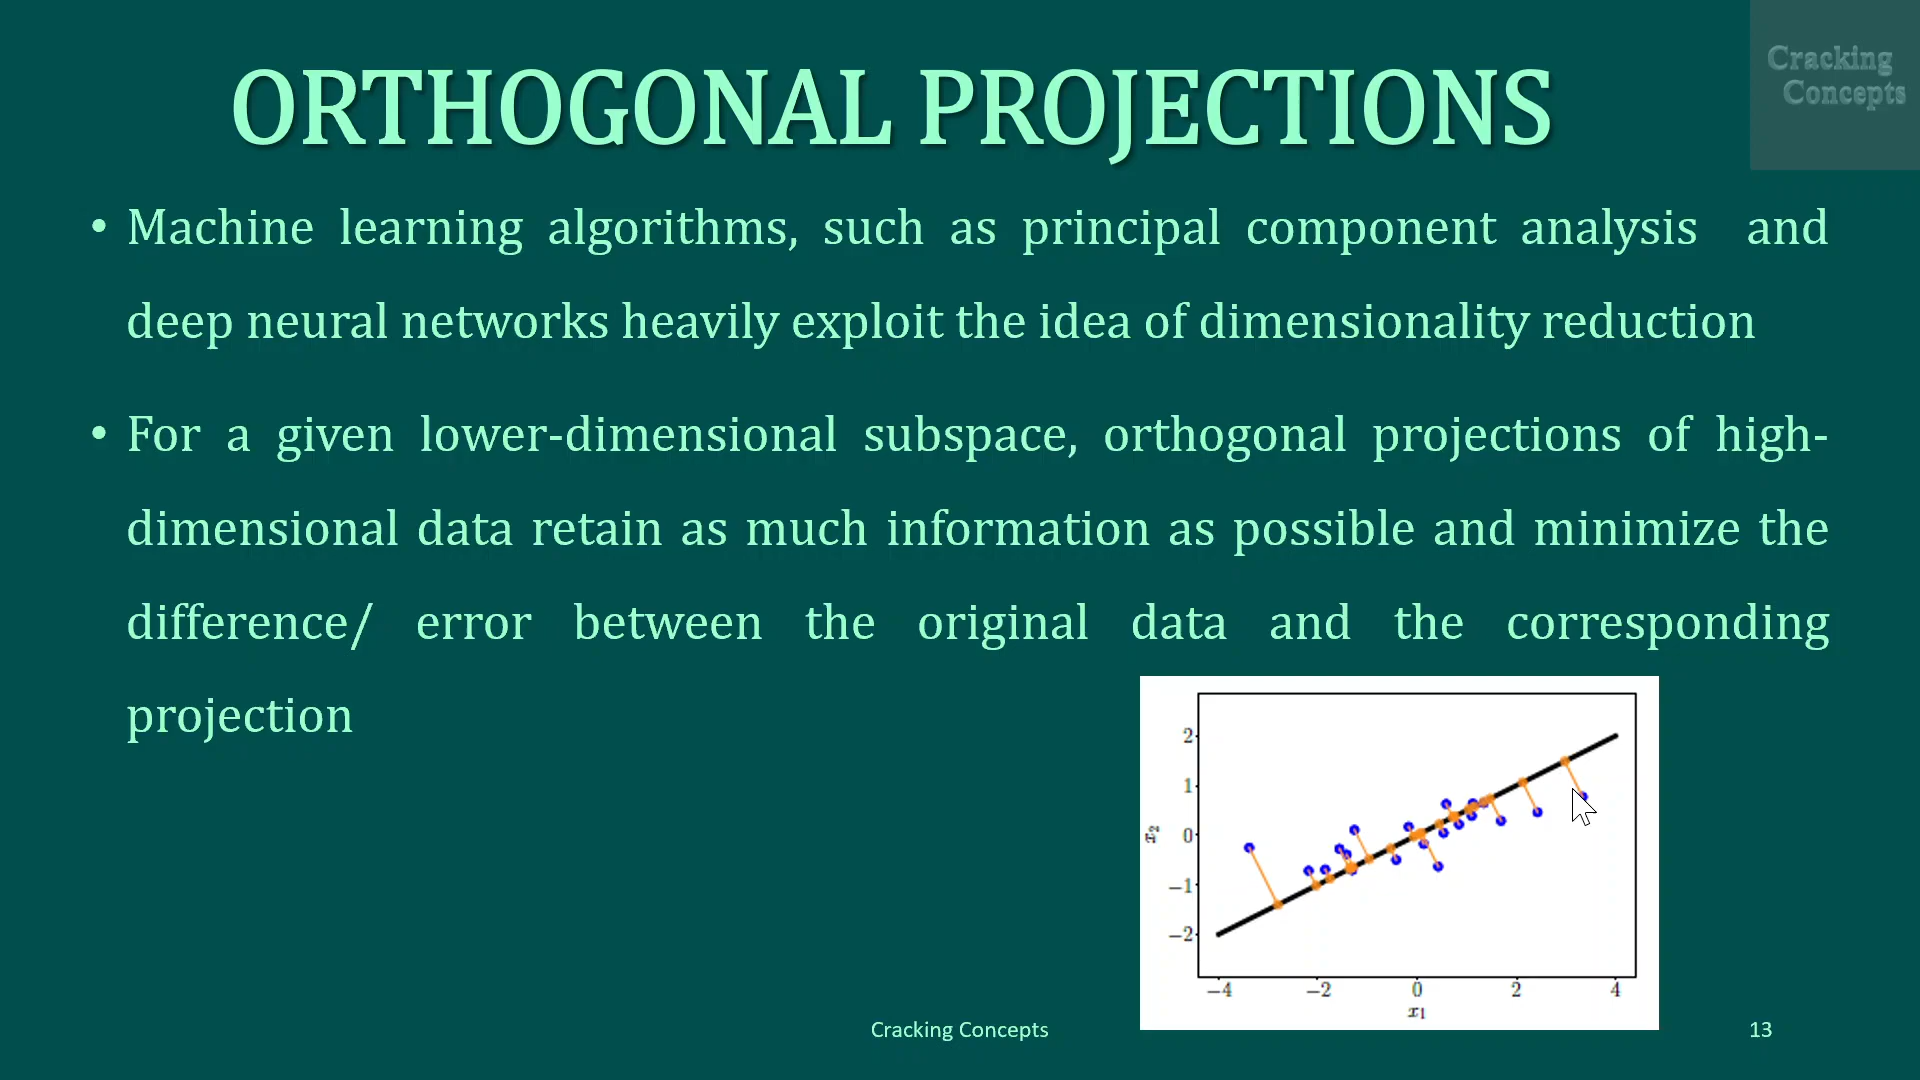 ORTHOGONAL PROJECTIONS
Cracking
Concepts
• Machine learning algorithms, such as principal component analysis and
deep neural networks heavily exploit the idea of dimensionality reduction
• For a given lower-dimensional subspace, orthogonal projections of high-
dimensional data retain as much information as possible and minimize the
difference/ error between the original data and the corresponding
projection
2
1
0
−1
−2
x2
−4 −2 0 2 4
x1
Cracking Concepts
13